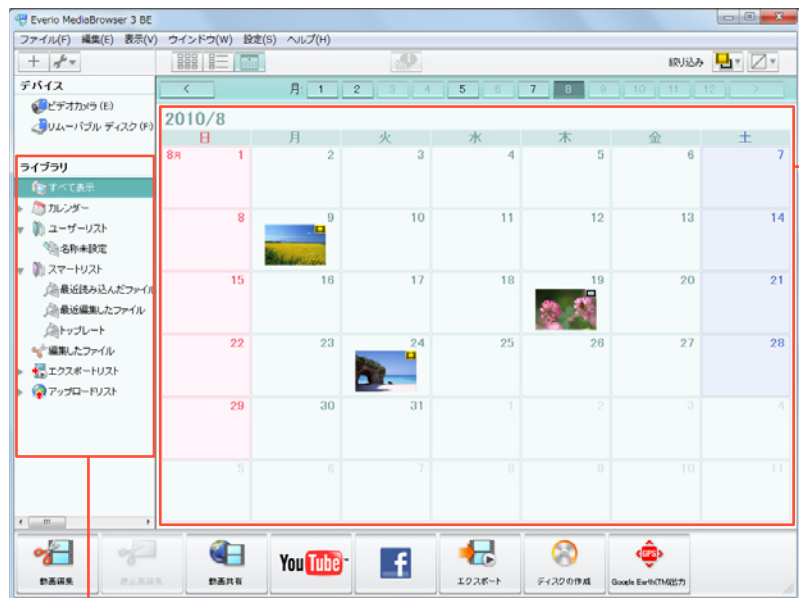 Everio MediaBrowser 3 BE
ファイル(F) 編集(E) 表示(V) ウインドウ(W) 設定(S) ヘルプ(H)
絞り込み
デバイス
ビデオカメラ (E)
リムーバブル ディスク (F)
ライブラリ
すべて表示
カレンダー
ユーザーリスト
名称未設定
スマートリスト
最近読み込んだファイル
最近編集したファイル
トップレート
編集したファイル
エクスポートリスト
アップロードリスト
< 月: 1 2 3 4 5 6 7 8 9 10 11 12 >
2010/8
日 月 火 水 木 金 土
8月 1 2 3 4 5 6 7
8 9 10 11 12 13 14
15 16 17 18 19 20 21
22 23 24 25 26 27 28
29 30 31 1 2 3 4
5 6 7 8 9 10 11
動画編集 静止画編集 動画共有 YouTube f エクスポート ディスクの作成 GPS Google Earth(TM)出力